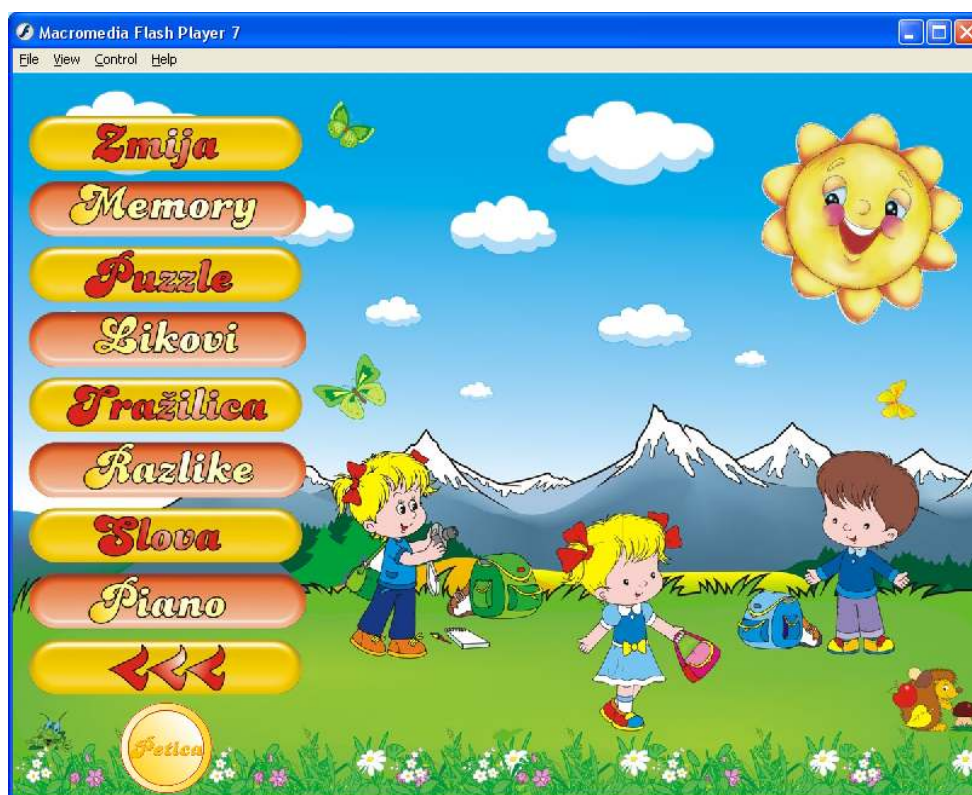 Macromedia Flash Player 7
File View Control Help
Zmija
Memory
Puzzle
Likovi
Tražilica
Razlike
Slova
Piano
Petica